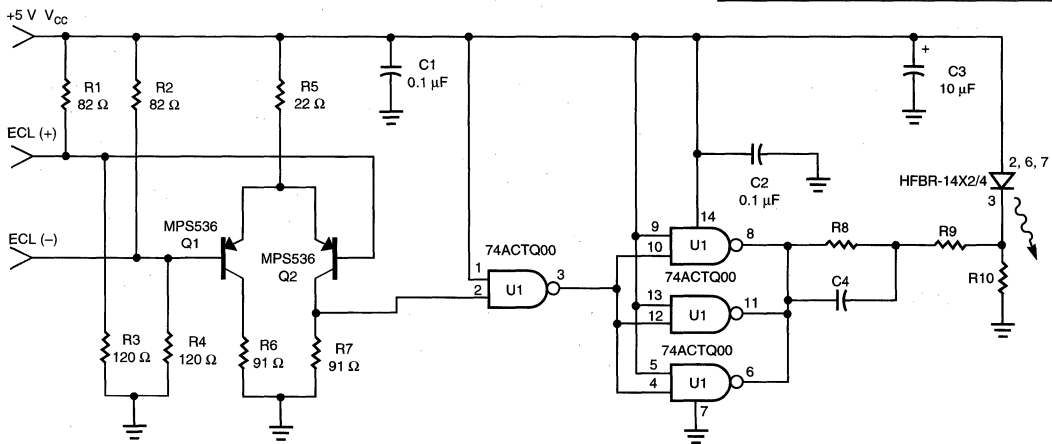 +5 V VCC
R1
82 Ω
R2
82 Ω
R5
22 Ω
C1
0.1 µF
+
C3
10 µF
ECL (+)
2, 6, 7
HFBR-14X2/4
3
C2
0.1 µF
14
MPS536
Q1
MPS536
Q2
ECL (–)
9
10
U1
8
R8
R9
74ACTQ00
1
2
U1
3
74ACTQ00
C4
R10
13
12
U1
11
R3
120 Ω
R4
120 Ω
R6
91 Ω
R7
91 Ω
74ACTQ00
5
4
U1
6
7